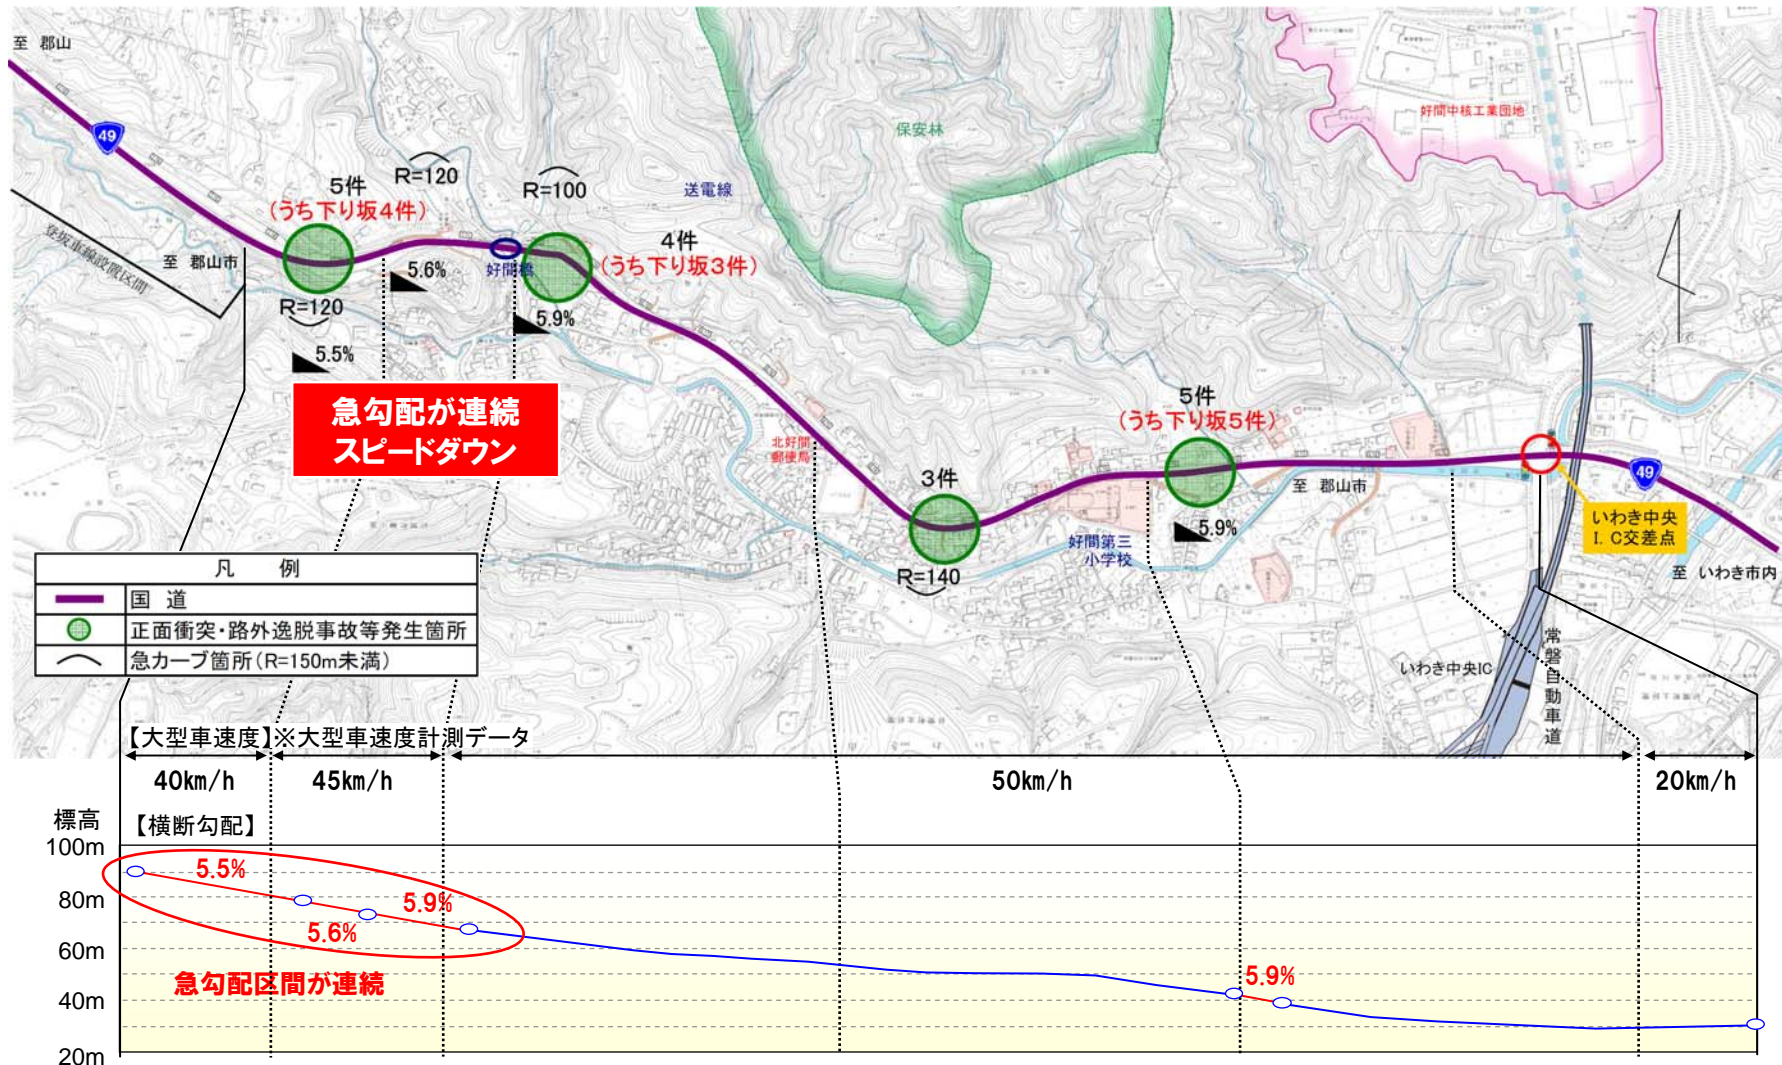 至 郡山
49
保安林
好間中核工業団地
送電線
5件
(うち下り坂4件)
R=120
R=100
4件
(うち下り坂3件)
登坂車線設置区間
至 郡山市
5.6%
好間橋
R=120
5.5%
5.9%
急勾配が連続
スピードダウン
北好間
郵便局
5件
(うち下り坂5件)
3件
R=140
好間第三
小学校
5.9%
至 郡山市
49
いわき中央
I.C交差点
至 いわき市内
いわき中央IC
常磐自動車道
凡 例
国 道
正面衝突・路外逸脱事故等発生箇所
急カーブ箇所(R=150m未満)
【大型車速度】※大型車速度計測データ
40km/h
45km/h
50km/h
20km/h
標高
【横断勾配】
100m
80m
60m
40m
20m
5.5%
5.9%
5.6%
急勾配区間が連続
5.9%